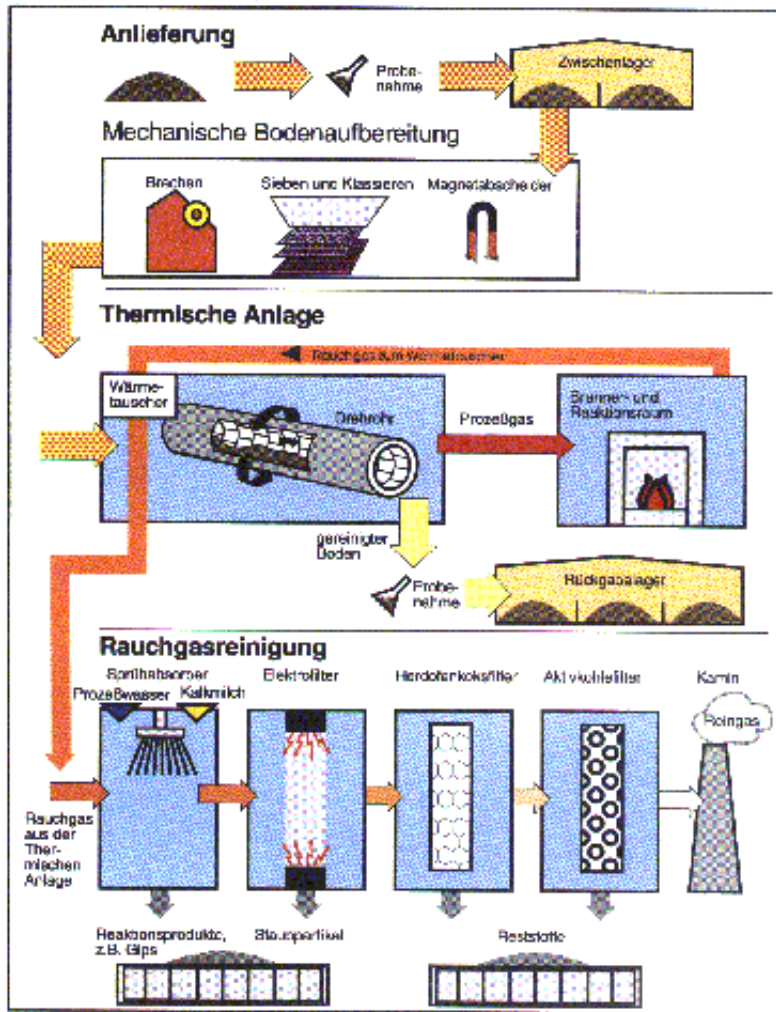 Anlieferung
Probe-
nahme
Zwischenlager
Mechanische Bodenaufbereitung
Brechen
Sieben und Klassieren
Magnetabscheider
Thermische Anlage
Rauchgas zum Wärmetauscher
Wärme-
tauscher
Drehrohr
Prozeßgas
Brenner- und
Reaktionsraum
gereinigter
Boden
Probe-
nahme
Rückgabelager
Rauchgasreinigung
Sprühabsorber
Prozeßwasser
Kalkmilch
Elektrofilter
Herdofenkoksfilter
Aktivkohlefilter
Kamin
Reingas
Rauchgas
aus der
Ther-
mischen
Anlage
Reaktionsprodukte,
z.B. Gips
Staubpartikel
Reststoffe